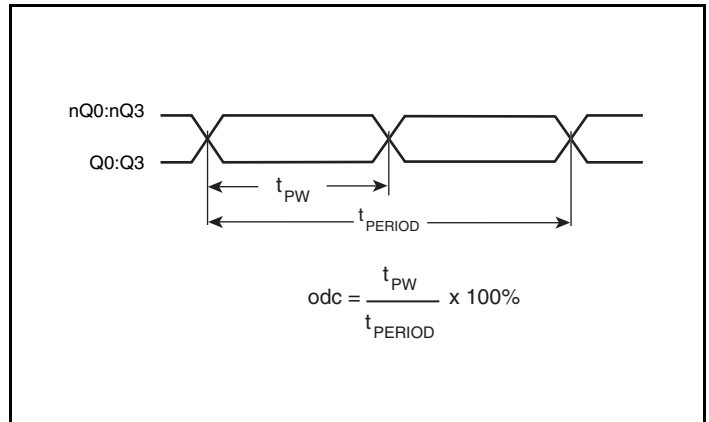 nQ0:nQ3
Q0:Q3
tPW
tPERIOD
odc = tPW / tPERIOD x 100%